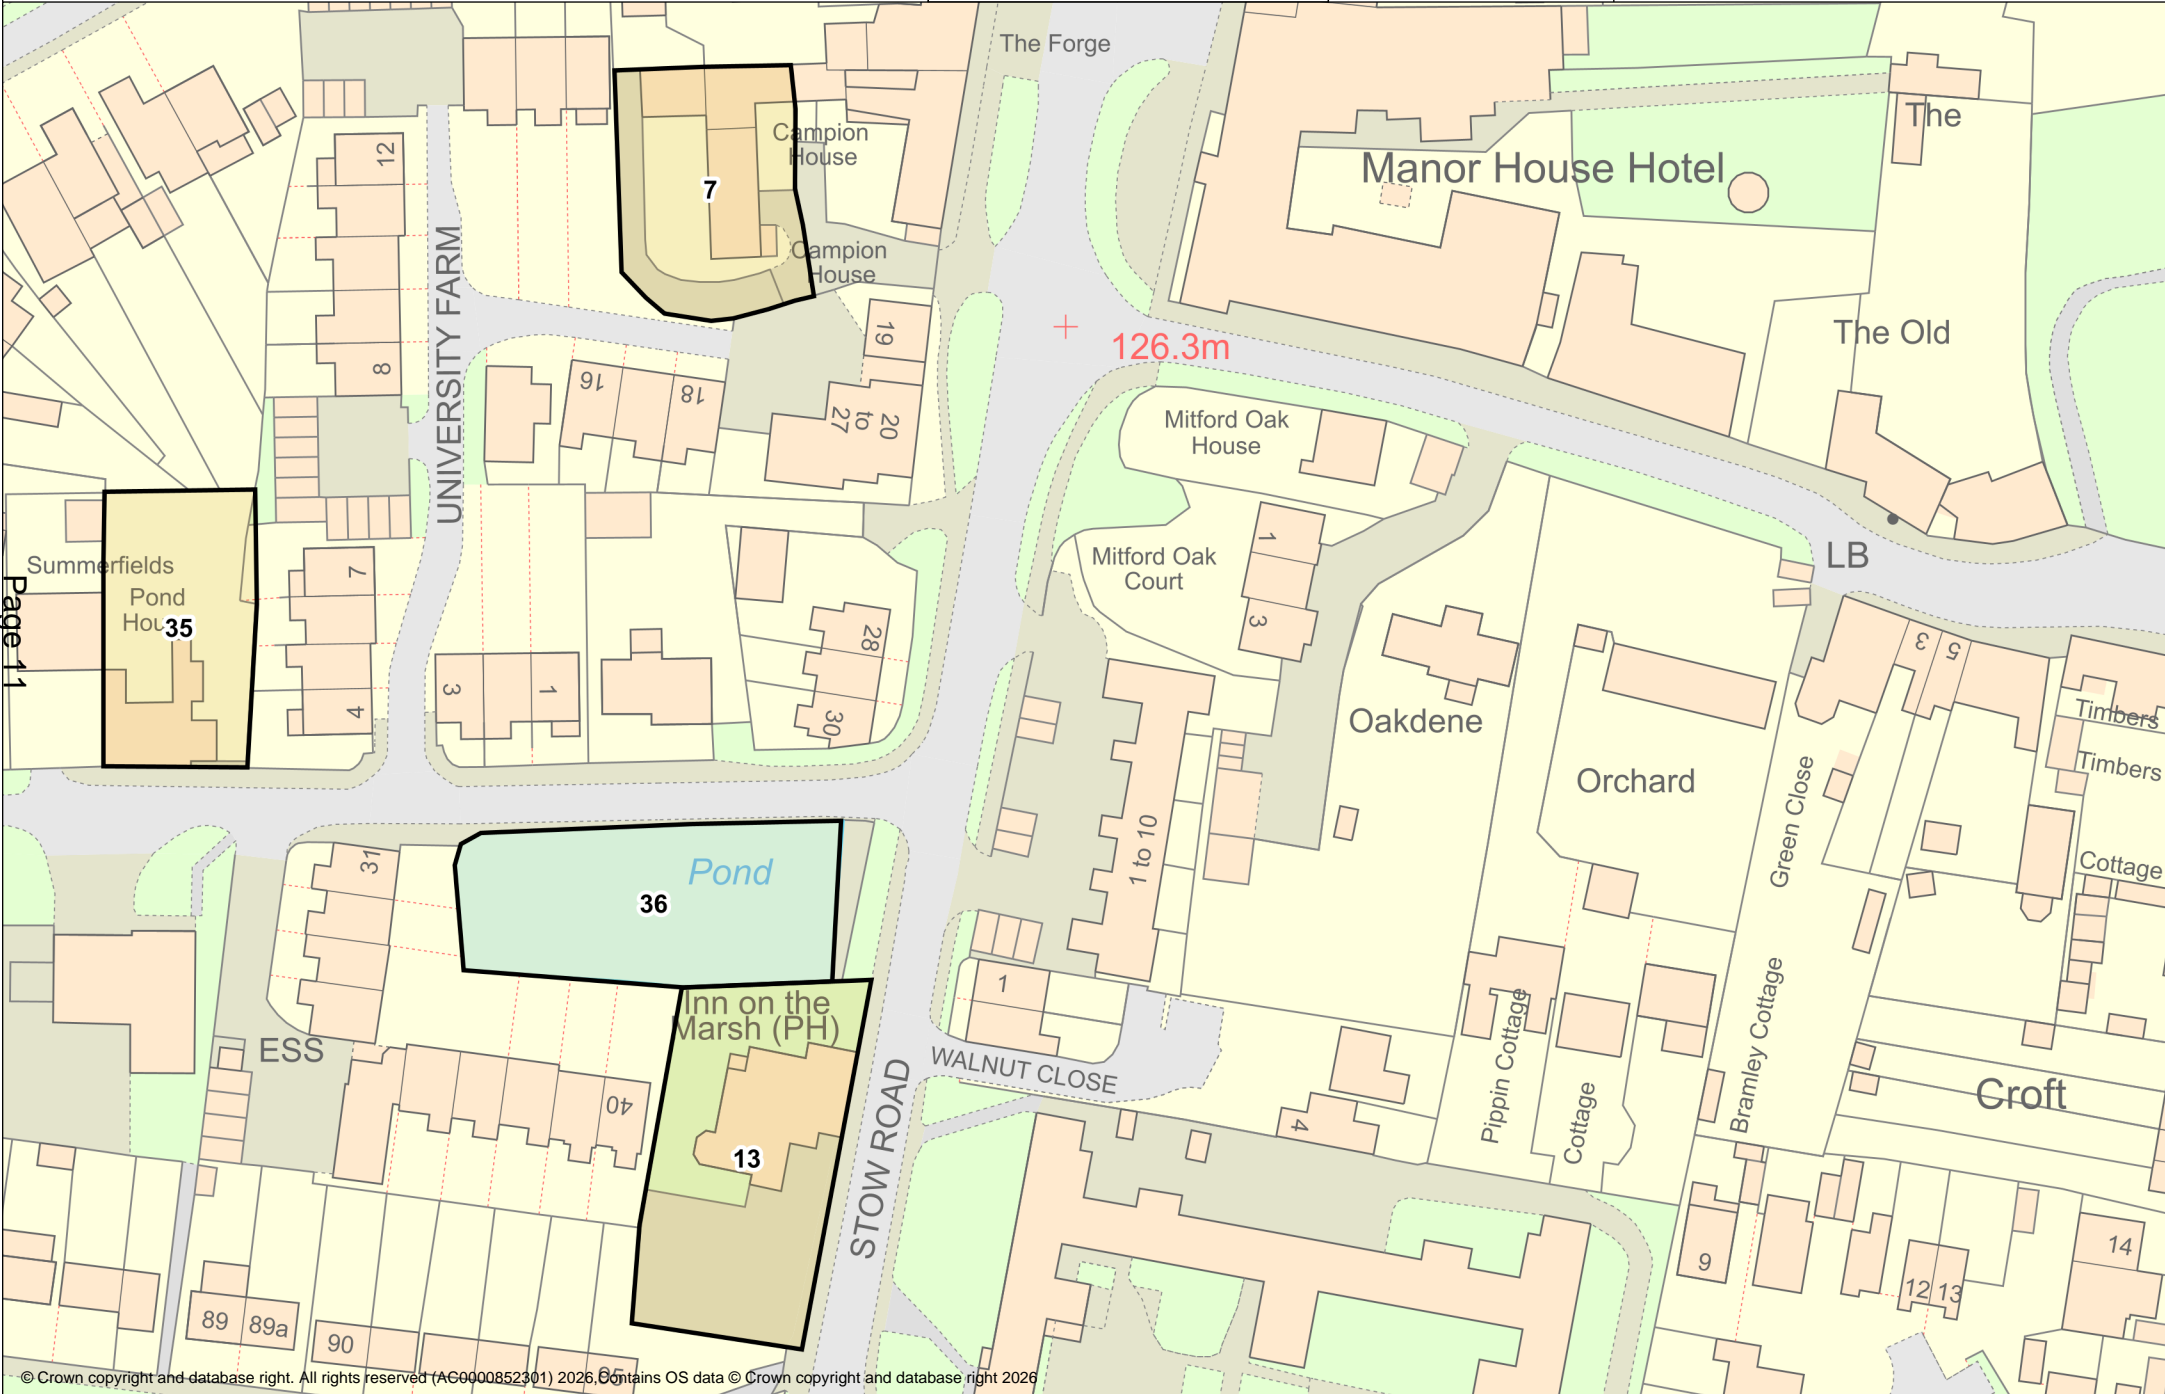 The Forge
The
Campion
House
Manor House Hotel
12
7
Campion
House
UNIVERSITY FARM
126.3m
19
The Old
8
16
18
20
to
27
Mitford Oak
House
1
Mitford Oak
Court
LB
Summerfields
Pond
35
7
Page 11
3
28
3
5
4
3
1
30
Oakdene
Timbers
Timbers
Orchard
Green Close
1 to 10
31
Pond
36
Cottage
Inn on the
Marsh (PH)
1
ESS
WALNUT CLOSE
Pippin Cottage
Bramley Cottage
Cottage
Croft
40
4
13
STOW ROAD
9
14
12
13
89
89a
90
95
© Crown copyright and database right. All rights reserved (AC0000852301) 2026,Contains OS data © Crown copyright and database right 2026